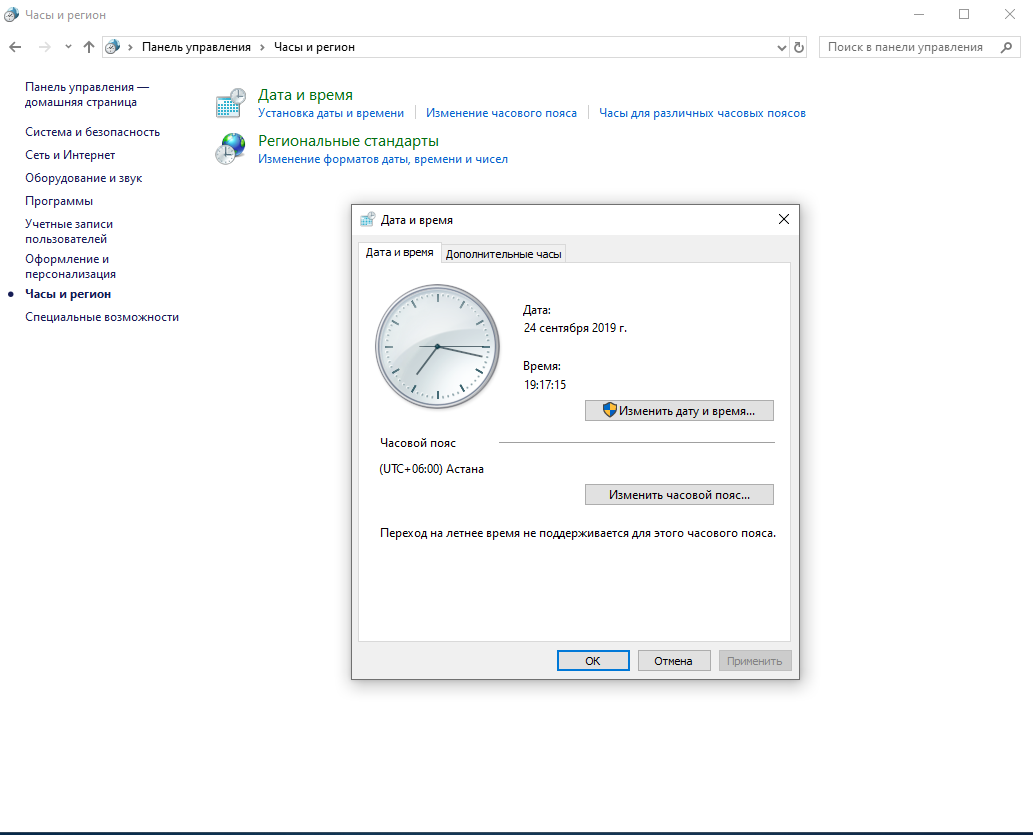 Часы и регион
Панель управления
Часы и регион
Поиск в панели управления
Панель управления —
домашняя страница
Система и безопасность
Сеть и Интернет
Оборудование и звук
Программы
Учетные записи
пользователей
Оформление и
персонализация
Часы и регион
Специальные возможности
Дата и время
Установка даты и времени
Изменение часового пояса
Часы для различных часовых поясов
Региональные стандарты
Изменение форматов даты, времени и чисел
Дата и время
Дата и время
Дополнительные часы
Дата:
24 сентября 2019 г.
Время:
19:17:15
Изменить дату и время...
Часовой пояс
(UTC+06:00) Астана
Изменить часовой пояс...
Переход на летнее время не поддерживается для этого часового пояса.
ОК
Отмена
Применить